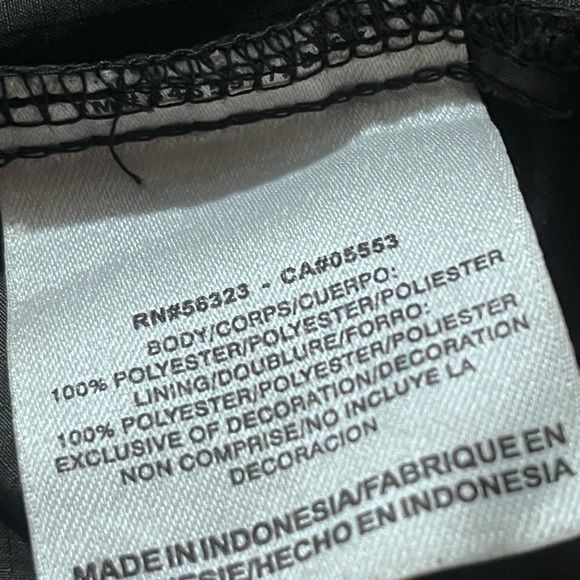 RN#56323 - CA#05553
BODY/CORPS/CUERPO:
100% POLYESTER/POLYESTER/POLIESTER
LINING/DOUBLURE/FORRO:
100% POLYESTER/POLYESTER/POLIESTER
EXCLUSIVE OF DECORATION/DECORATION
NON COMPRISE/NO INCLUYE LA
DECORACION
MADE IN INDONESIA/FABRIQUE EN
HECHO EN INDONESIA